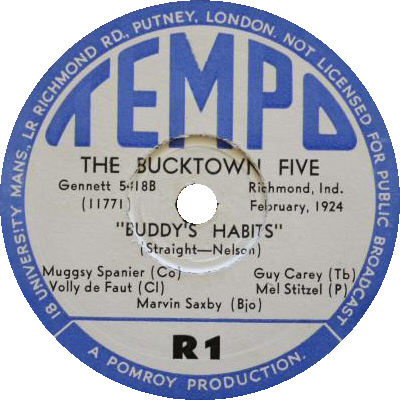 18 UNIVERSITY MANS., LR RICHMOND RD., PUTNEY, LONDON. NOT LICENSED FOR PUBLIC BROADCAST
TEMPO
THE BUCKTOWN FIVE
Gennett 5418B Richmond, Ind.
(11771) February, 1924
"BUDDY'S HABITS"
(Straight—Nelson)
Muggsy Spanier (Co) Guy Carey (Tb)
Volly de Faut (Cl) Mel Stitzel (P)
Marvin Saxby (Bjo)
R1
A POMROY PRODUCTION.